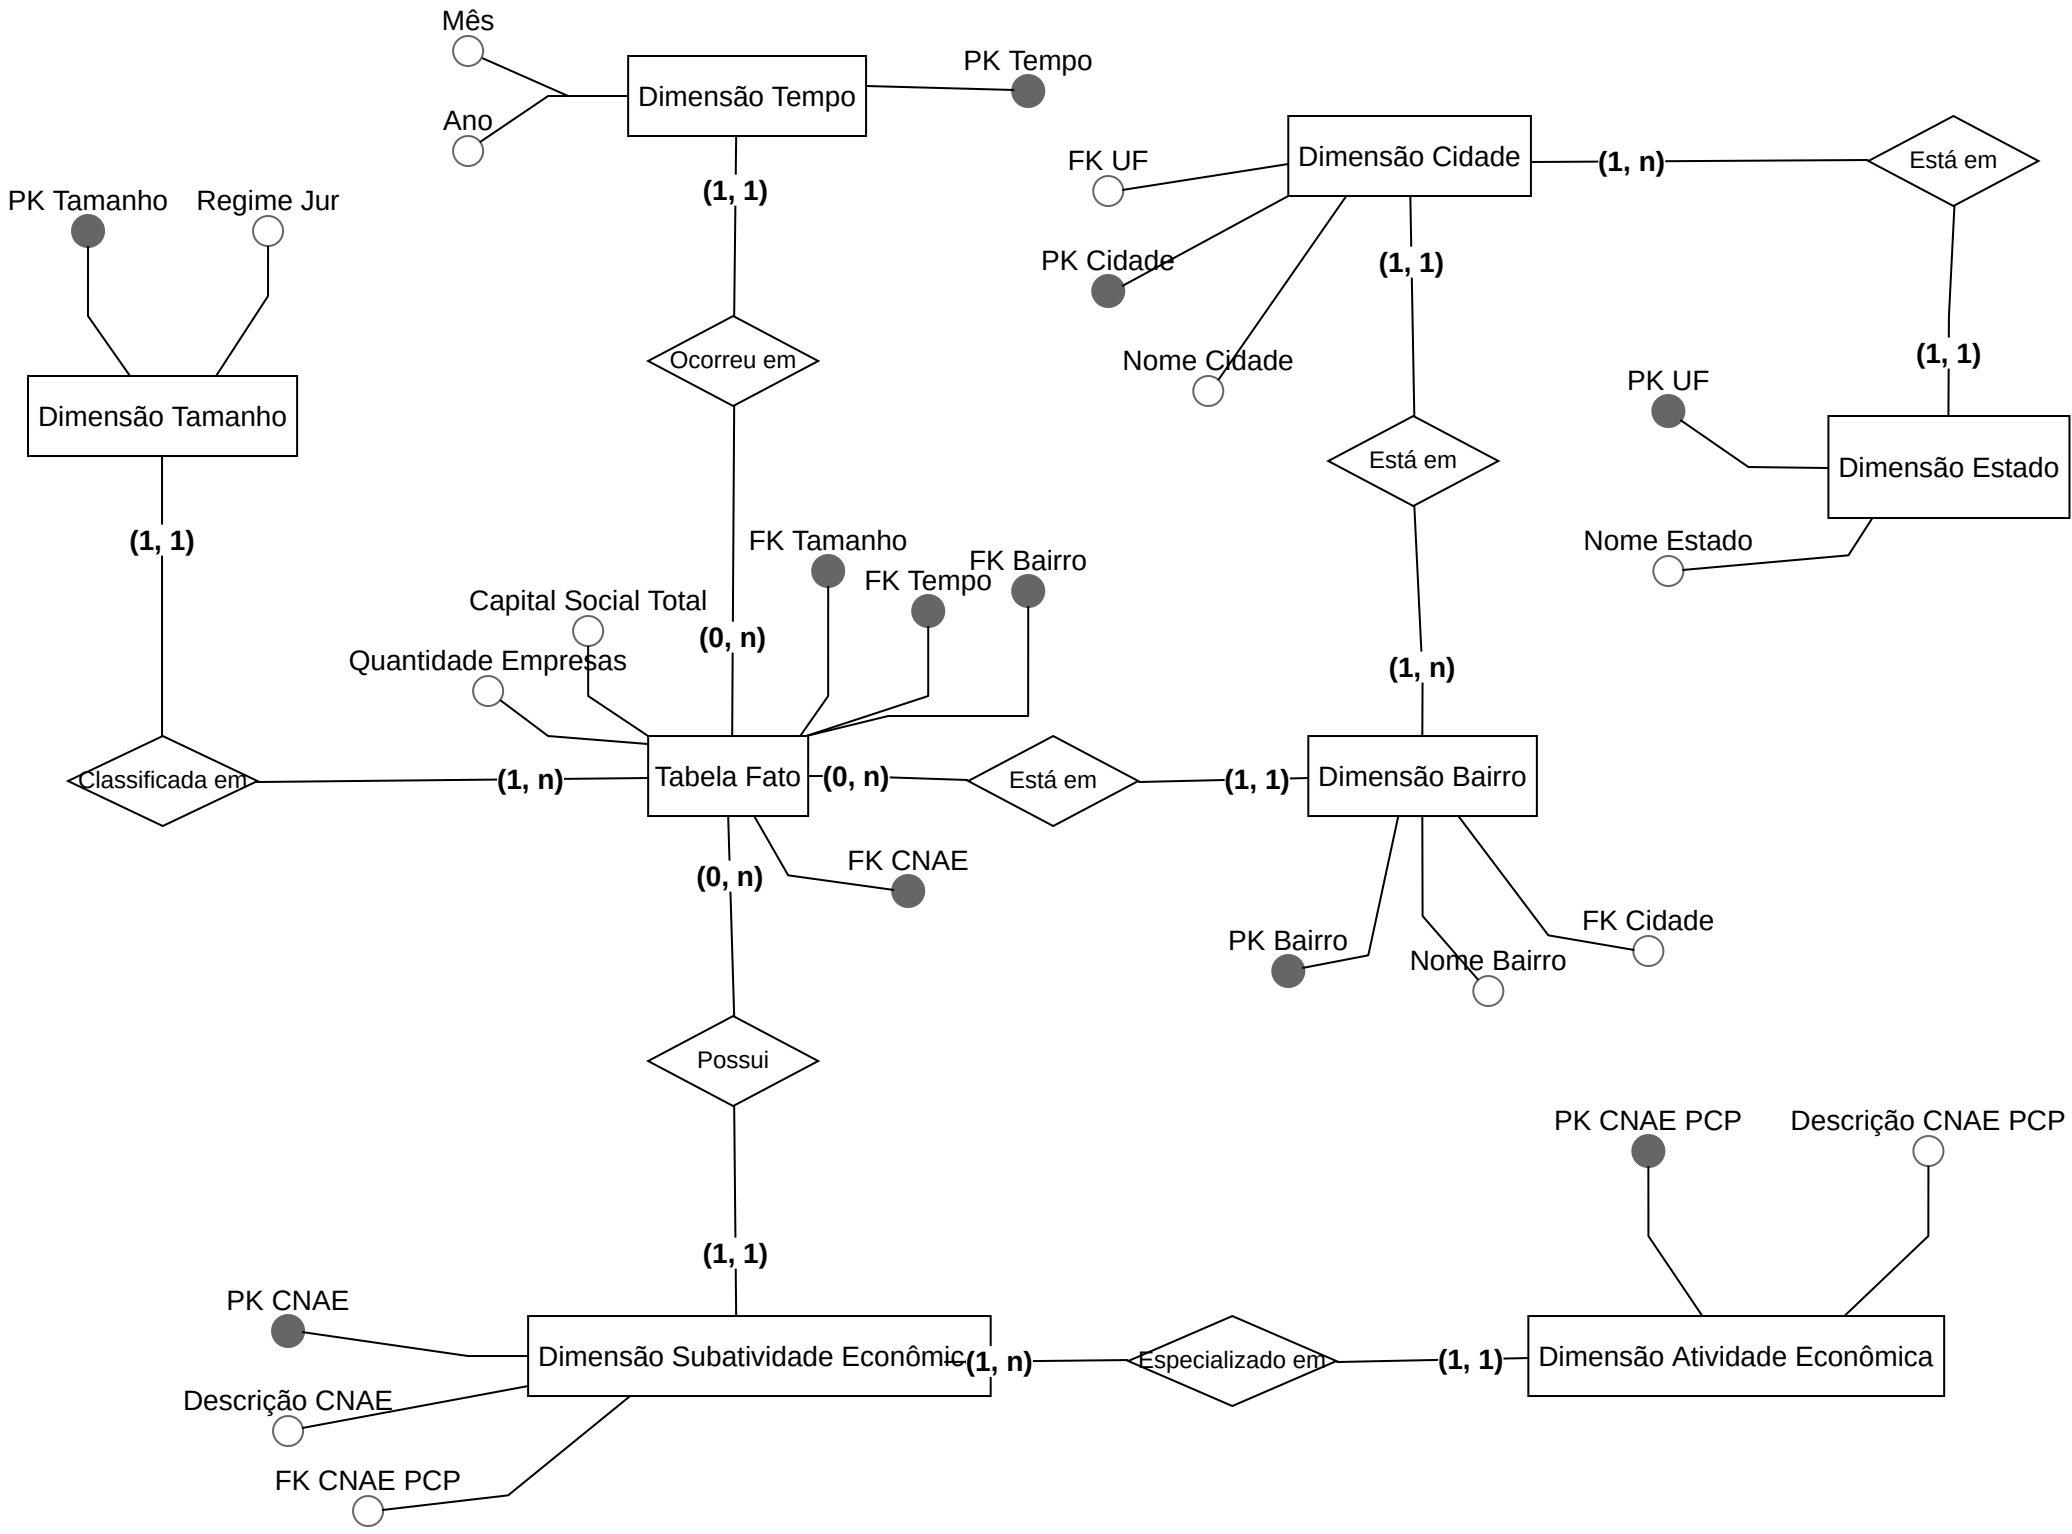 Mês
Dimensão Tempo
PK Tempo
Ano
Dimensão Cidade
(1, n)
Está em
FK UF
(1, 1)
PK Tamanho
Regime Jur
PK Cidade
(1, 1)
Ocorreu em
Nome Cidade
(1, 1)
PK UF
Dimensão Tamanho
Está em
Dimensão Estado
(1, 1)
FK Tamanho
Nome Estado
FK Bairro
FK Tempo
Capital Social Total
(0, n)
Quantidade Empresas
(1, n)
Classificada em
(1, n)
Tabela Fato
(0, n)
Está em
(1, 1)
Dimensão Bairro
FK CNAE
(0, n)
FK Cidade
PK Bairro
Nome Bairro
Possui
PK CNAE PCP
Descrição CNAE PCP
(1, 1)
PK CNAE
Dimensão Subatividade Econômic
(1, n)
Especializado em
(1, 1)
Dimensão Atividade Econômica
Descrição CNAE
FK CNAE PCP